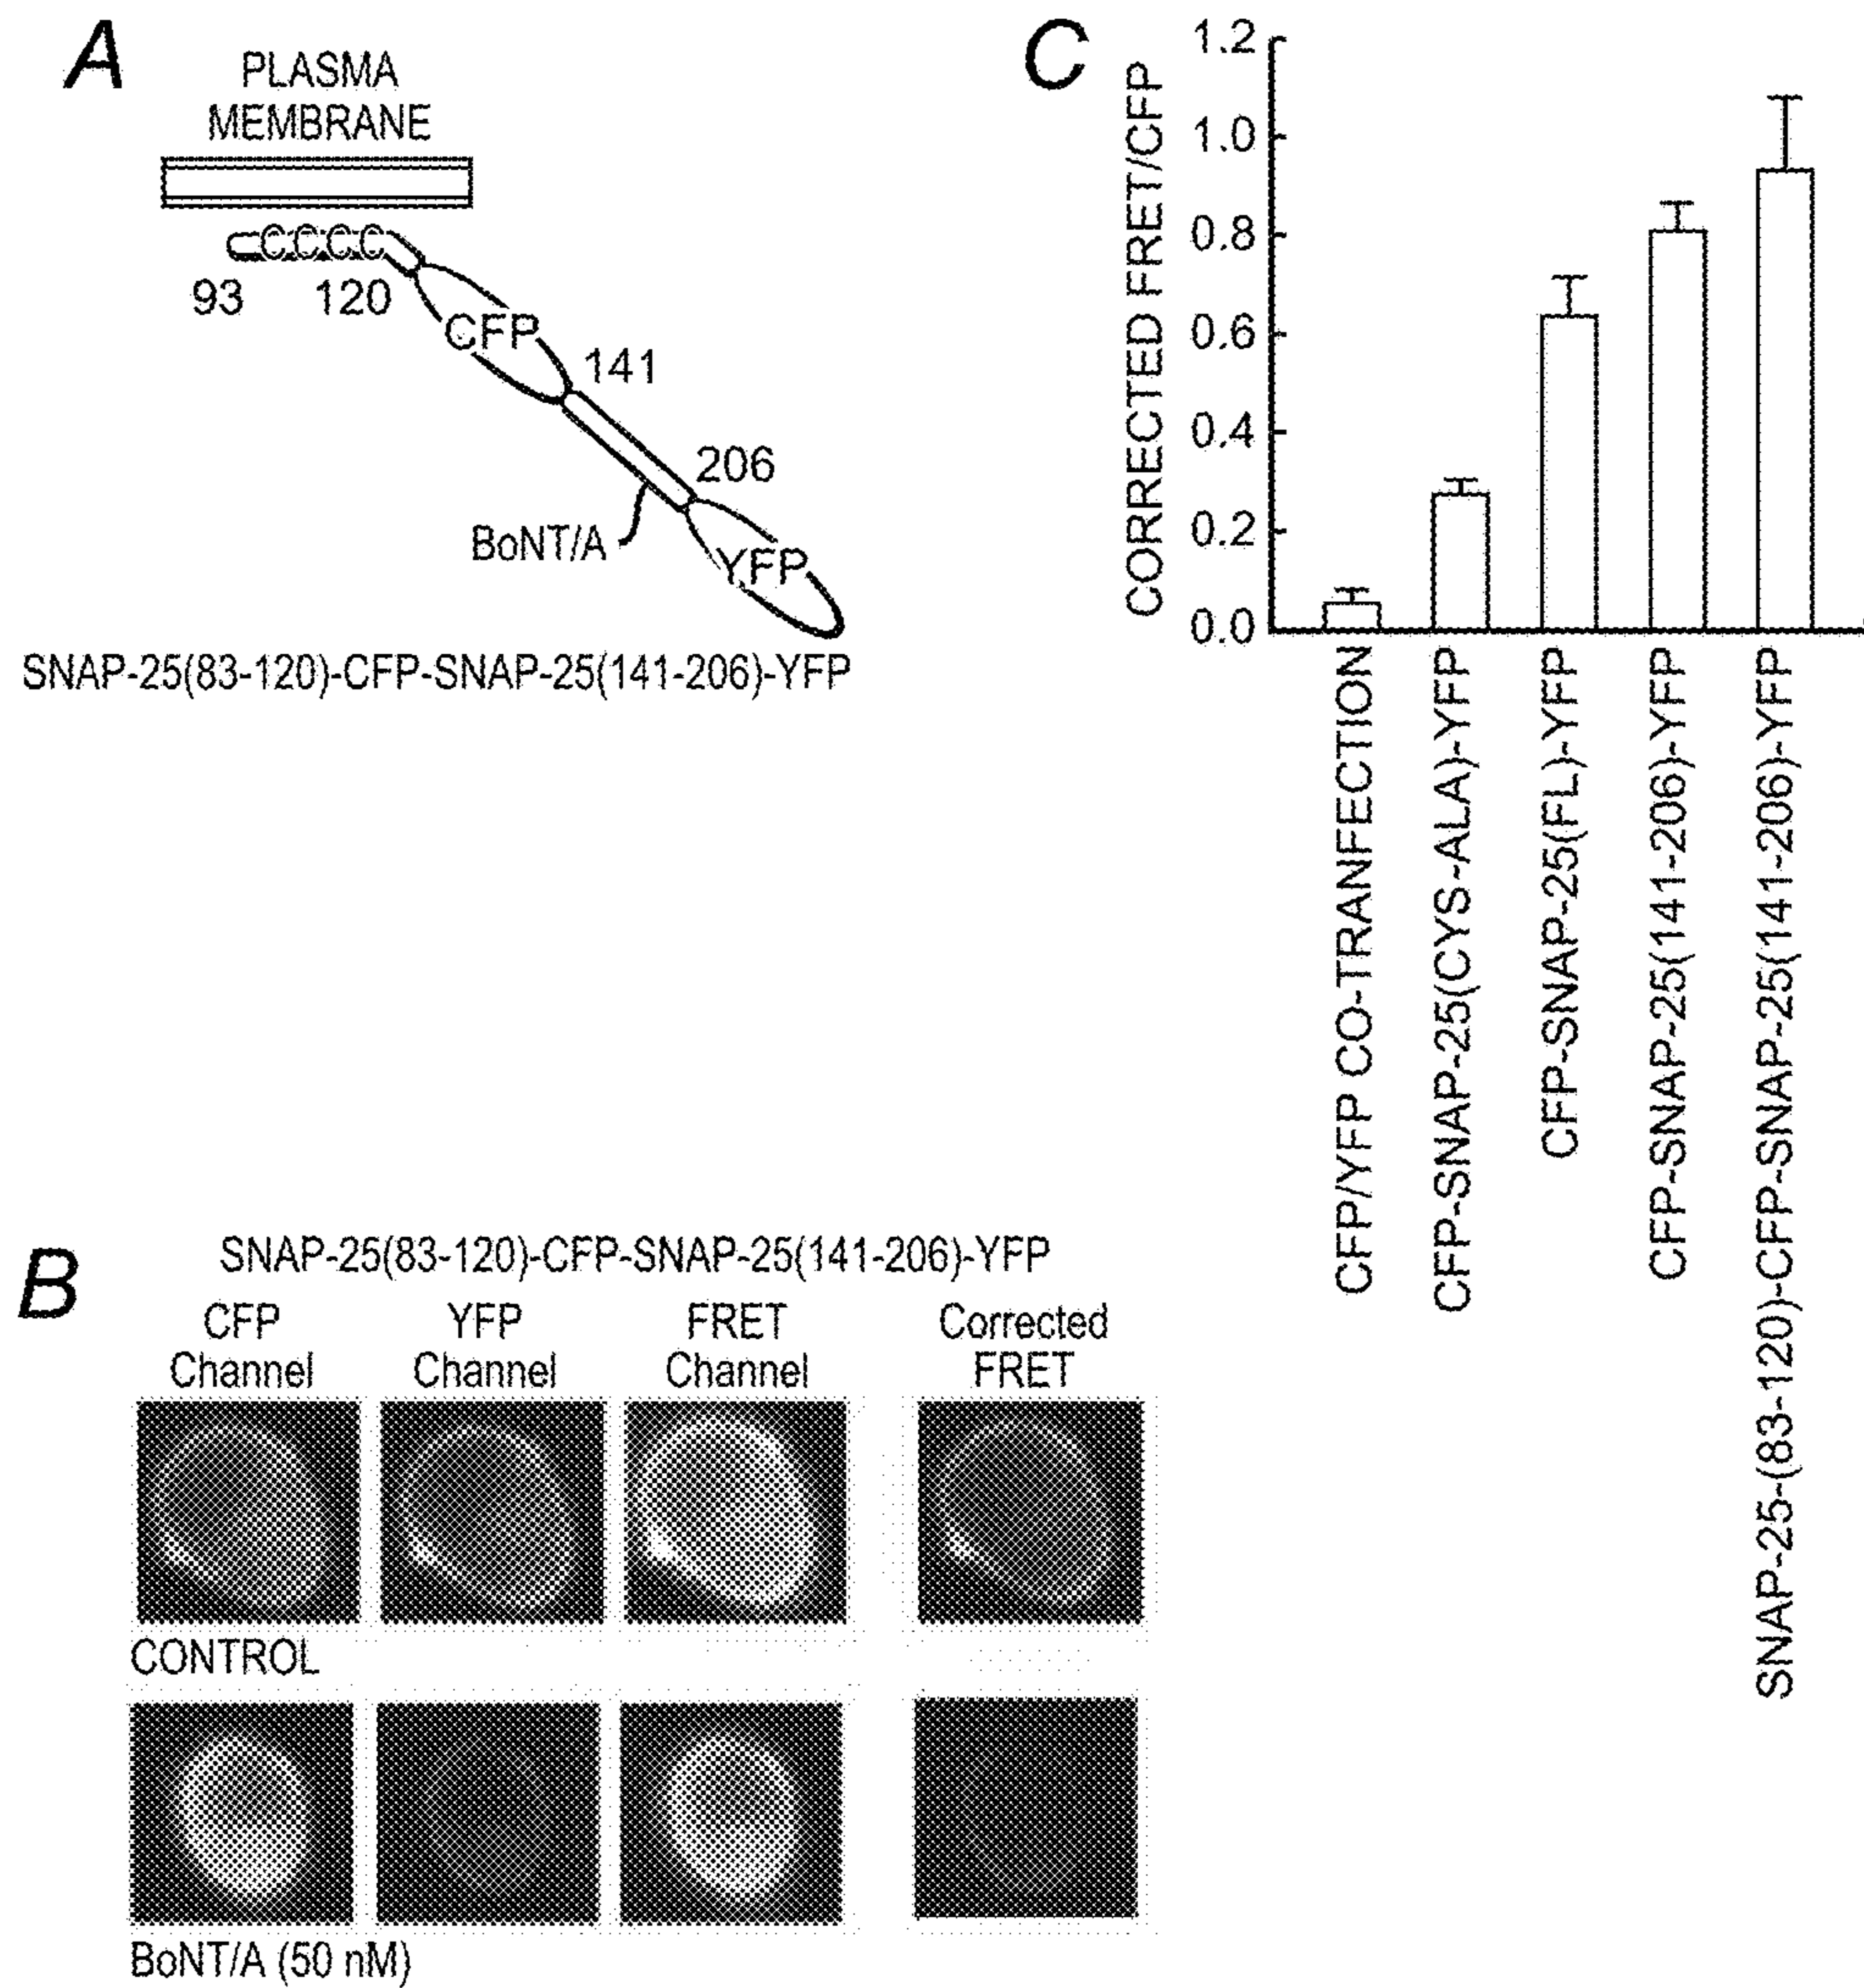 A
PLASMA
MEMBRANE
CCCC
93
120
CFP
141
206
BoNT/A
YFP
SNAP-25(83-120)-CFP-SNAP-25(141-206)-YFP
C
CORRECTED FRET/CFP
1.2
1.0
0.8
0.6
0.4
0.2
0.0
CFP/YFP CO-TRANFECTION
CFP-SNAP-25(CYS-ALA)-YFP
CFP-SNAP-25(FL)-YFP
CFP-SNAP-25(141-206)-YFP
SNAP-25-(83-120)-CFP-SNAP-25(141-206)-YFP
B
SNAP-25(83-120)-CFP-SNAP-25(141-206)-YFP
CFP
Channel
YFP
Channel
FRET
Channel
Corrected
FRET
CONTROL
BoNT/A (50 nM)